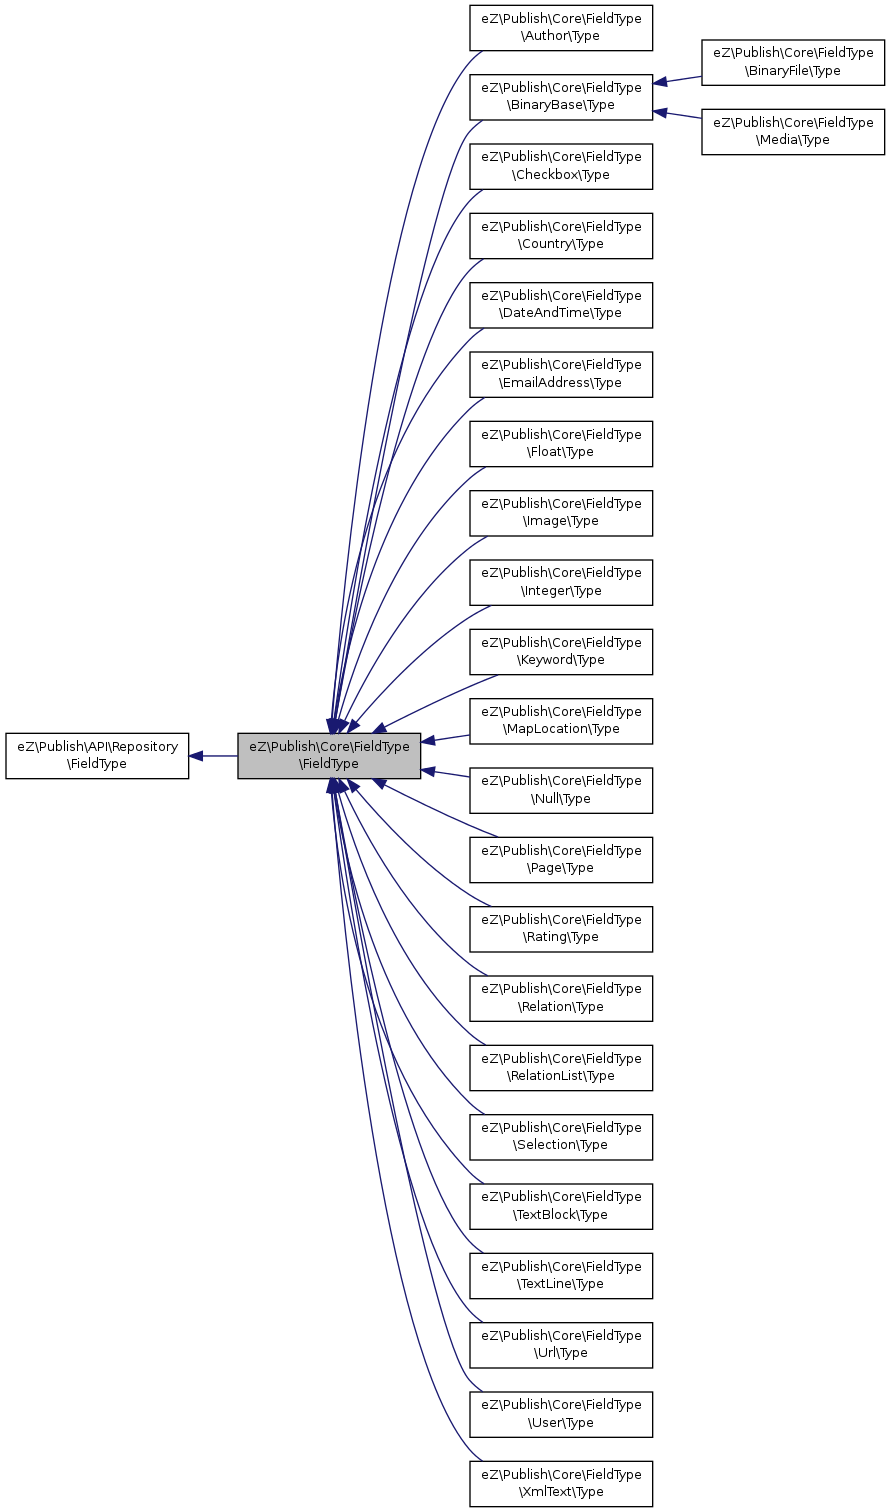 eZ\Publish\Core\FieldType
\Author\Type
eZ\Publish\Core\FieldType
\BinaryBase\Type
eZ\Publish\Core\FieldType
\BinaryFile\Type
eZ\Publish\Core\FieldType
\Media\Type
eZ\Publish\Core\FieldType
\Checkbox\Type
eZ\Publish\Core\FieldType
\Country\Type
eZ\Publish\Core\FieldType
\DateAndTime\Type
eZ\Publish\Core\FieldType
\EmailAddress\Type
eZ\Publish\Core\FieldType
\Float\Type
eZ\Publish\Core\FieldType
\Image\Type
eZ\Publish\Core\FieldType
\Integer\Type
eZ\Publish\Core\FieldType
\Keyword\Type
eZ\Publish\Core\FieldType
\MapLocation\Type
eZ\Publish\API\Repository
\FieldType
eZ\Publish\Core\FieldType
\FieldType
eZ\Publish\Core\FieldType
\Null\Type
eZ\Publish\Core\FieldType
\Page\Type
eZ\Publish\Core\FieldType
\Rating\Type
eZ\Publish\Core\FieldType
\Relation\Type
eZ\Publish\Core\FieldType
\RelationList\Type
eZ\Publish\Core\FieldType
\Selection\Type
eZ\Publish\Core\FieldType
\TextBlock\Type
eZ\Publish\Core\FieldType
\TextLine\Type
eZ\Publish\Core\FieldType
\Url\Type
eZ\Publish\Core\FieldType
\User\Type
eZ\Publish\Core\FieldType
\XmlText\Type